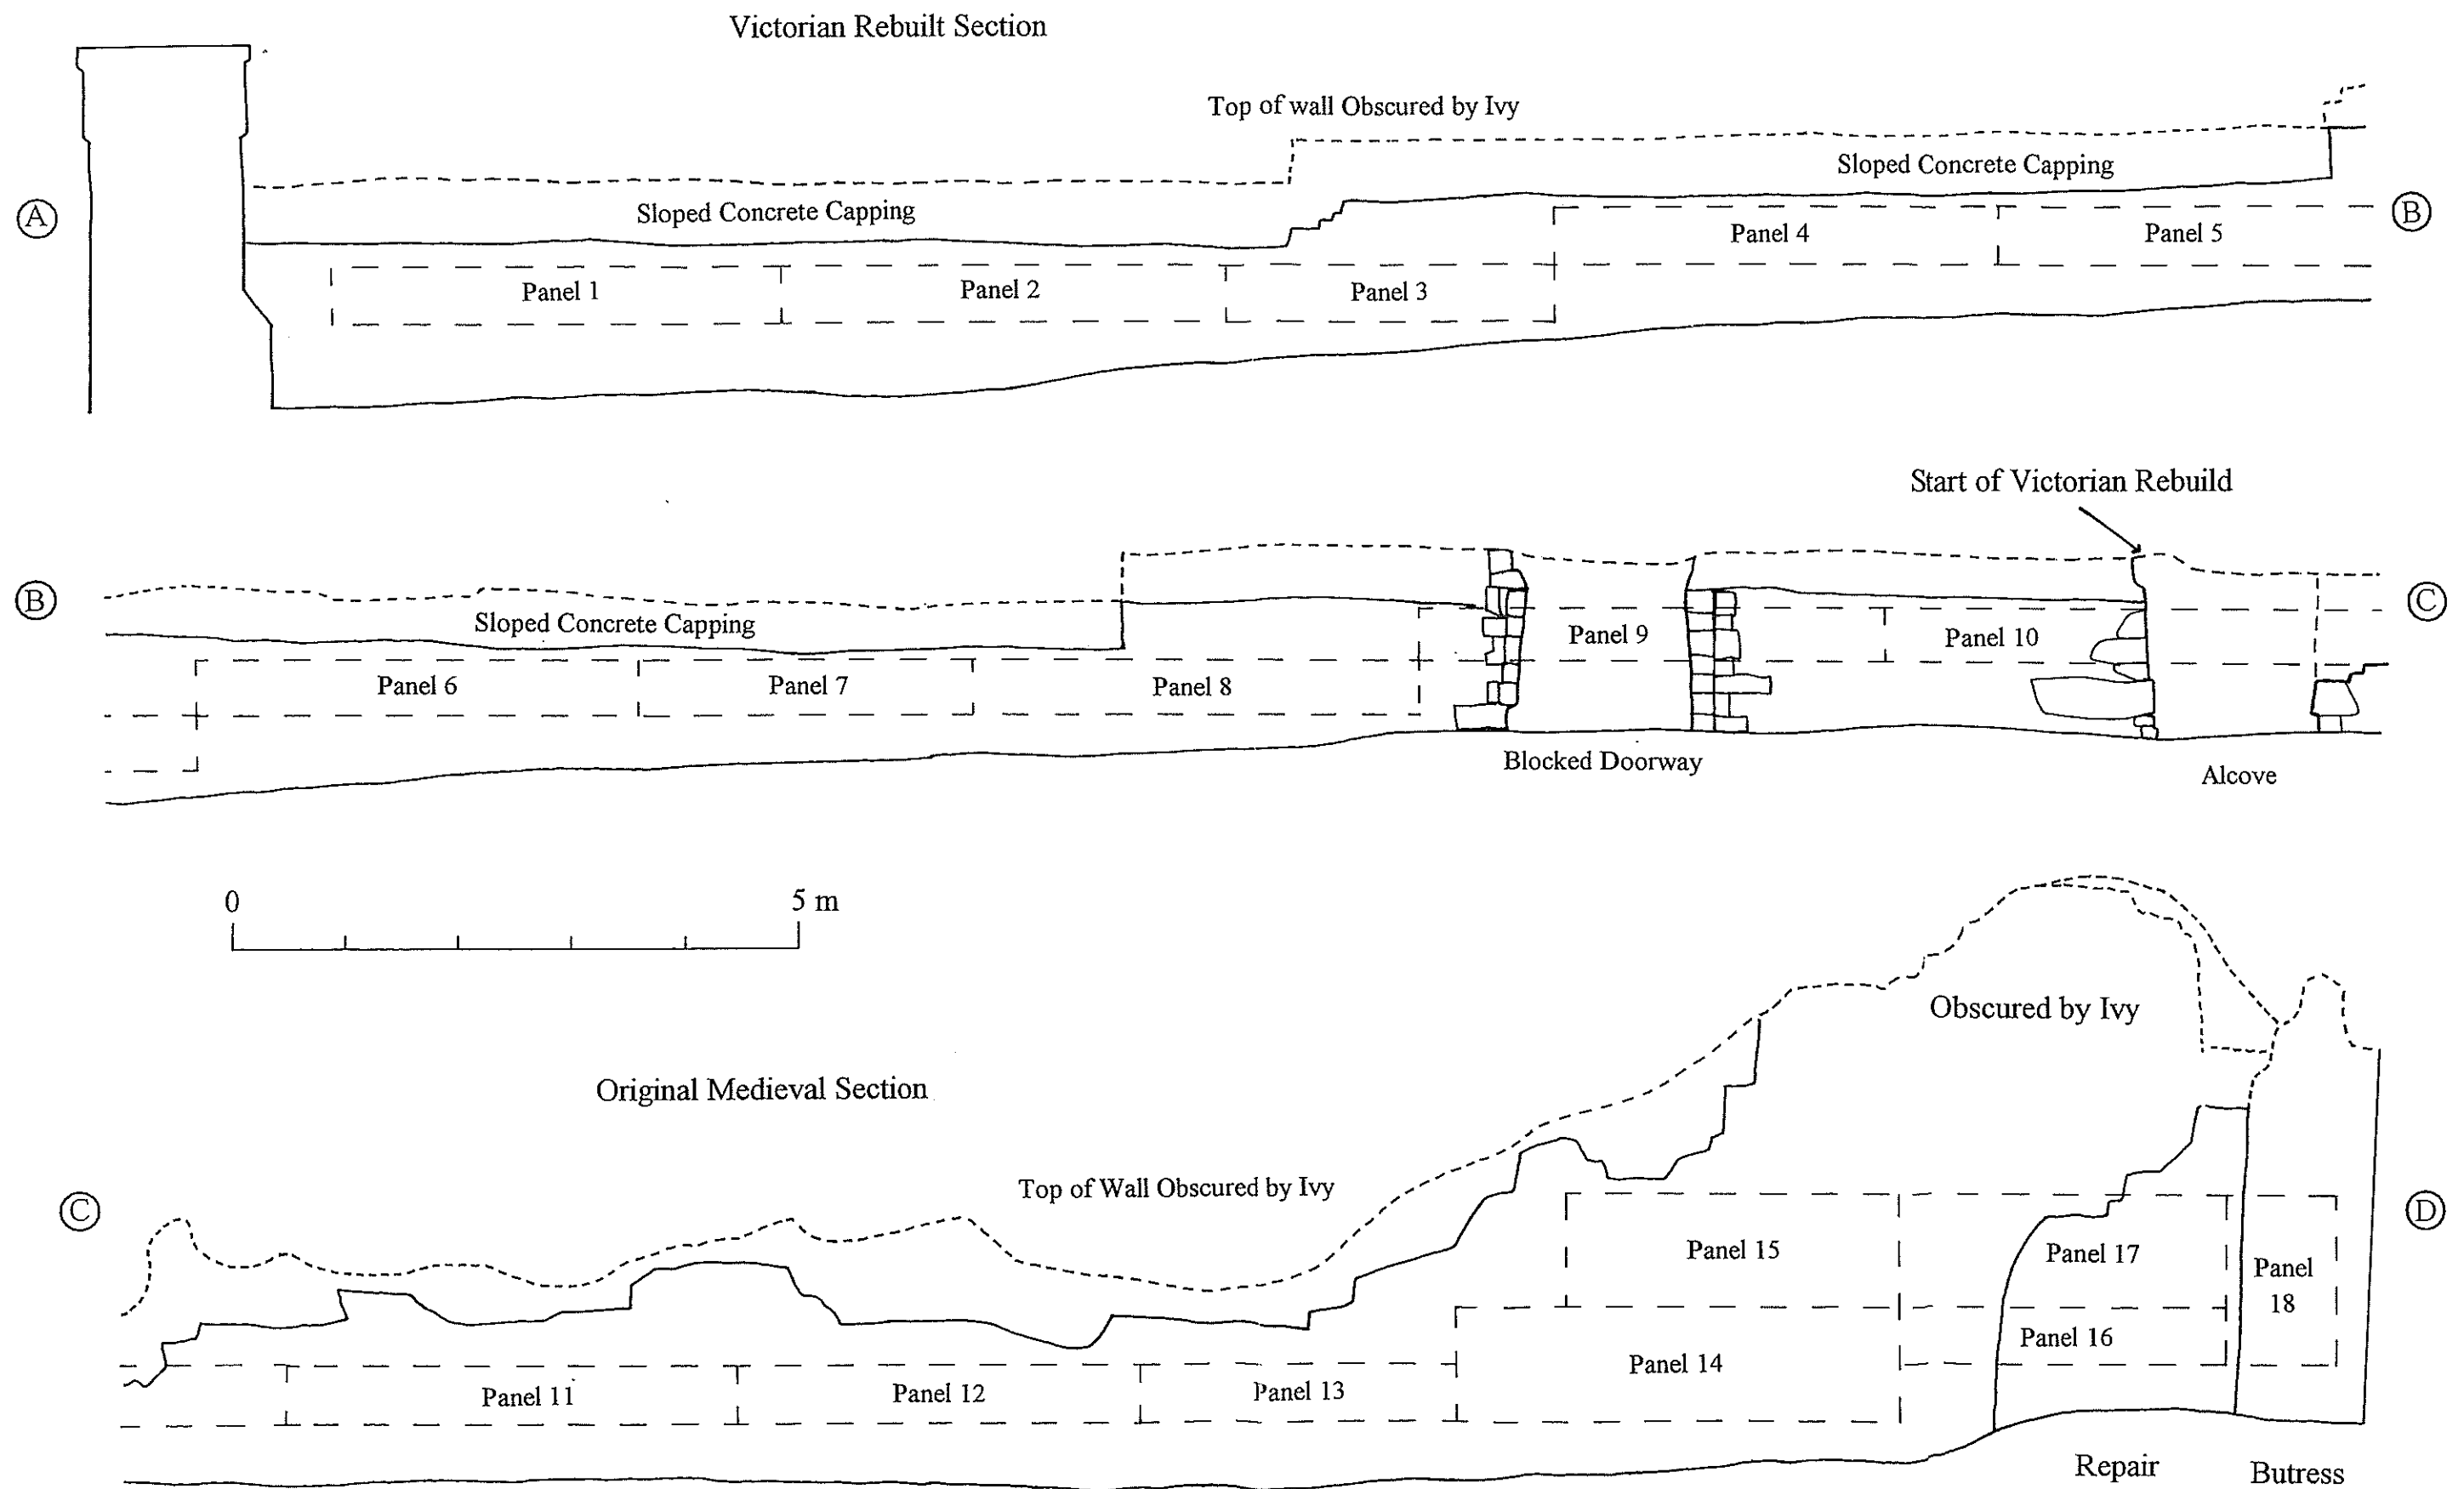 Victorian Rebuilt Section
Top of wall Obscured by Ivy
Sloped Concrete Capping
Sloped Concrete Capping
A
B
Panel 4
Panel 5
Panel 1
Panel 2
Panel 3
Start of Victorian Rebuild
B
C
Sloped Concrete Capping
Panel 9
Panel 10
Panel 6
Panel 7
Panel 8
Blocked Doorway
Alcove
0
5 m
Obscured by Ivy
Original Medieval Section
Top of Wall Obscured by Ivy
C
D
Panel 15
Panel 17
Panel
18
Panel 16
Panel 14
Panel 11
Panel 12
Panel 13
Repair
Butress